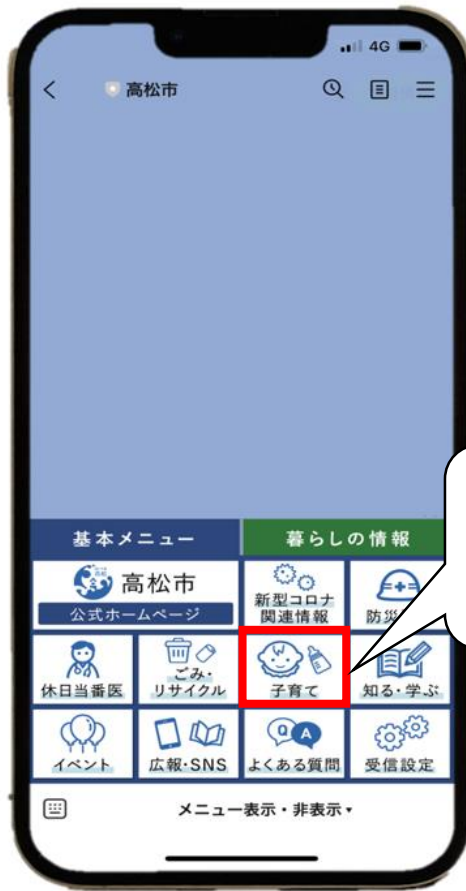 4G
高松市
基本メニュー
暮らしの情報
高松市
公式ホームページ
新型コロナ
関連情報
防災
休日当番医
ごみ・
リサイクル
子育て
知る・学ぶ
イベント
広報・SNS
Q A
よくある質問
受信設定
メニュー表示・非表示▾